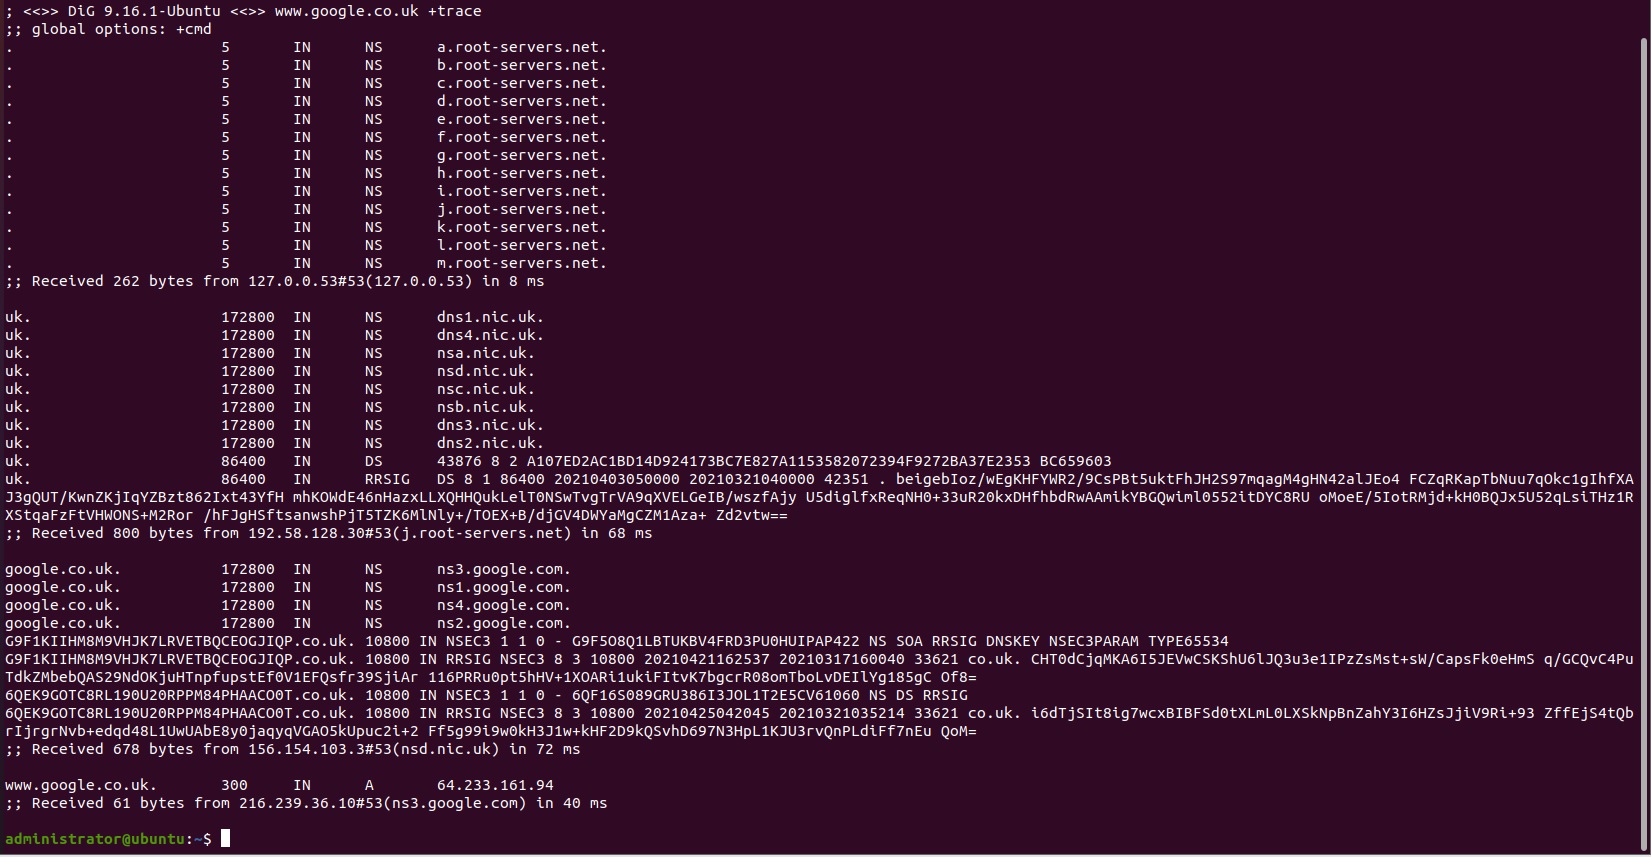 ; <<>> DiG 9.16.1-Ubuntu <<>> www.google.co.uk +trace
;; global options: +cmd
. 5 IN NS a.root-servers.net.
. 5 IN NS b.root-servers.net.
. 5 IN NS c.root-servers.net.
. 5 IN NS d.root-servers.net.
. 5 IN NS e.root-servers.net.
. 5 IN NS f.root-servers.net.
. 5 IN NS g.root-servers.net.
. 5 IN NS h.root-servers.net.
. 5 IN NS i.root-servers.net.
. 5 IN NS j.root-servers.net.
. 5 IN NS k.root-servers.net.
. 5 IN NS l.root-servers.net.
. 5 IN NS m.root-servers.net.
;; Received 262 bytes from 127.0.0.53#53(127.0.0.53) in 8 ms
uk. 172800 IN NS dns1.nic.uk.
uk. 172800 IN NS dns4.nic.uk.
uk. 172800 IN NS nsa.nic.uk.
uk. 172800 IN NS nsd.nic.uk.
uk. 172800 IN NS nsc.nic.uk.
uk. 172800 IN NS nsb.nic.uk.
uk. 172800 IN NS dns3.nic.uk.
uk. 172800 IN NS dns2.nic.uk.
uk. 86400 IN DS 43876 8 2 A107ED2AC1BD14D924173BC7E827A1153582072394F9272BA37E2353 BC659603
uk. 86400 IN RRSIG DS 8 1 86400 20210403050000 20210321040000 42351 . beigebIoz/wEgKHFYWR2/9CsPBt5uktFhJH2S97mqagM4gHN42alJEo4 FCZqRKapTbNuu7qOkc1gIhfXA
J3gQUT/KwnZKjIqYZBzt862Ixt43YfH mhKOWdE46nHazxLLXQHHQukLelT0NSwTvgTrVA9qXVELGeIB/wszfAjy U5diglfxReqNH0+33uR20kxDHfhbdRwAAmikYBGQwiml0552itDYC8RU oMoeE/5IotRMjd+kH0BQJx5U52qLsiTHz1R
XStqaFzFtVHWONS+M2Ror /hFJgHSftsanwshPjT5TZK6MlNly+/TOEX+B/djGV4DWYaMgCZM1Aza+ Zd2vtw==
;; Received 800 bytes from 192.58.128.30#53(j.root-servers.net) in 68 ms
google.co.uk. 172800 IN NS ns3.google.com.
google.co.uk. 172800 IN NS ns1.google.com.
google.co.uk. 172800 IN NS ns4.google.com.
google.co.uk. 172800 IN NS ns2.google.com.
G9F1KIIHM8M9VHJK7LRVETBQCEOGJIQP.co.uk. 10800 IN NSEC3 1 1 0 - G9F5O8Q1LBTUKBV4FRD3PU0HUIPAP422 NS SOA RRSIG DNSKEY NSEC3PARAM TYPE65534
G9F1KIIHM8M9VHJK7LRVETBQCEOGJIQP.co.uk. 10800 IN RRSIG NSEC3 8 3 10800 20210421162537 20210317160040 33621 co.uk. CHT0dCjqMKA6I5JEVwCSKShU6lJQ3u3e1IPzZsMst+sW/CapsFk0eHmS q/GCQvC4Pu
TdkZMbebQAS29NdOKjuHTnpfupstEf0V1EFQsfr39SjiAr 116PRRu0pt5hHV+1XOARi1ukiFItvK7bgcrR08omTboLvDEIlYg185gC Of8=
6QEK9GOTC8RL190U20RPPM84PHAACO0T.co.uk. 10800 IN NSEC3 1 1 0 - 6QF16S089GRU386I3JOL1T2E5CV61060 NS DS RRSIG
6QEK9GOTC8RL190U20RPPM84PHAACO0T.co.uk. 10800 IN RRSIG NSEC3 8 3 10800 20210425042045 20210321035214 33621 co.uk. i6dTjSIt8ig7wcxBIBFSd0tXLmL0LXSkNpBnZahY3I6HZsJjiV9Ri+93 ZffEjS4tQb
rIjrgrNvb+edqd48L1UwUAbE8y0jaqyqVGAO5kUpuc2i+2 Ff5g99i9w0kH3J1w+kHF2D9kQSvhD697N3HpL1KJU3rvQnPLdiFf7nEu QoM=
;; Received 678 bytes from 156.154.103.3#53(nsd.nic.uk) in 72 ms
www.google.co.uk. 300 IN A 64.233.161.94
;; Received 61 bytes from 216.239.36.10#53(ns3.google.com) in 40 ms
administrator@ubuntu:~$